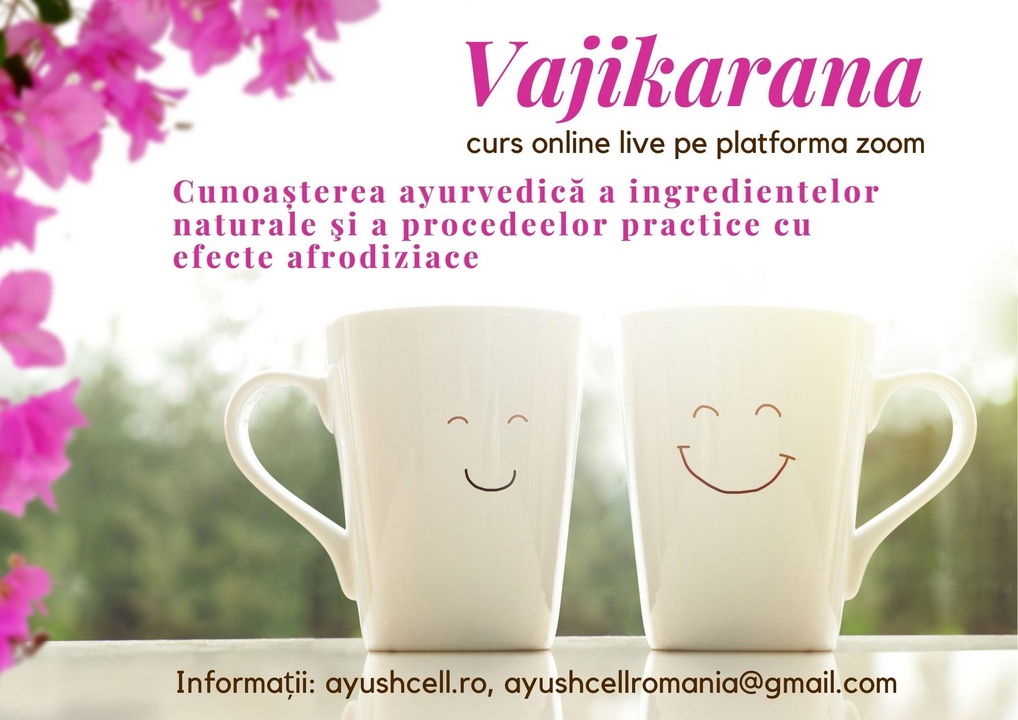 Vajikarana
curs online live pe platforma zoom
Cunoașterea ayurvedică a ingredientelor
naturale şi a procedeelor practice cu
efecte afrodiziace
Informații: ayushcell.ro, ayushcellromania@gmail.com